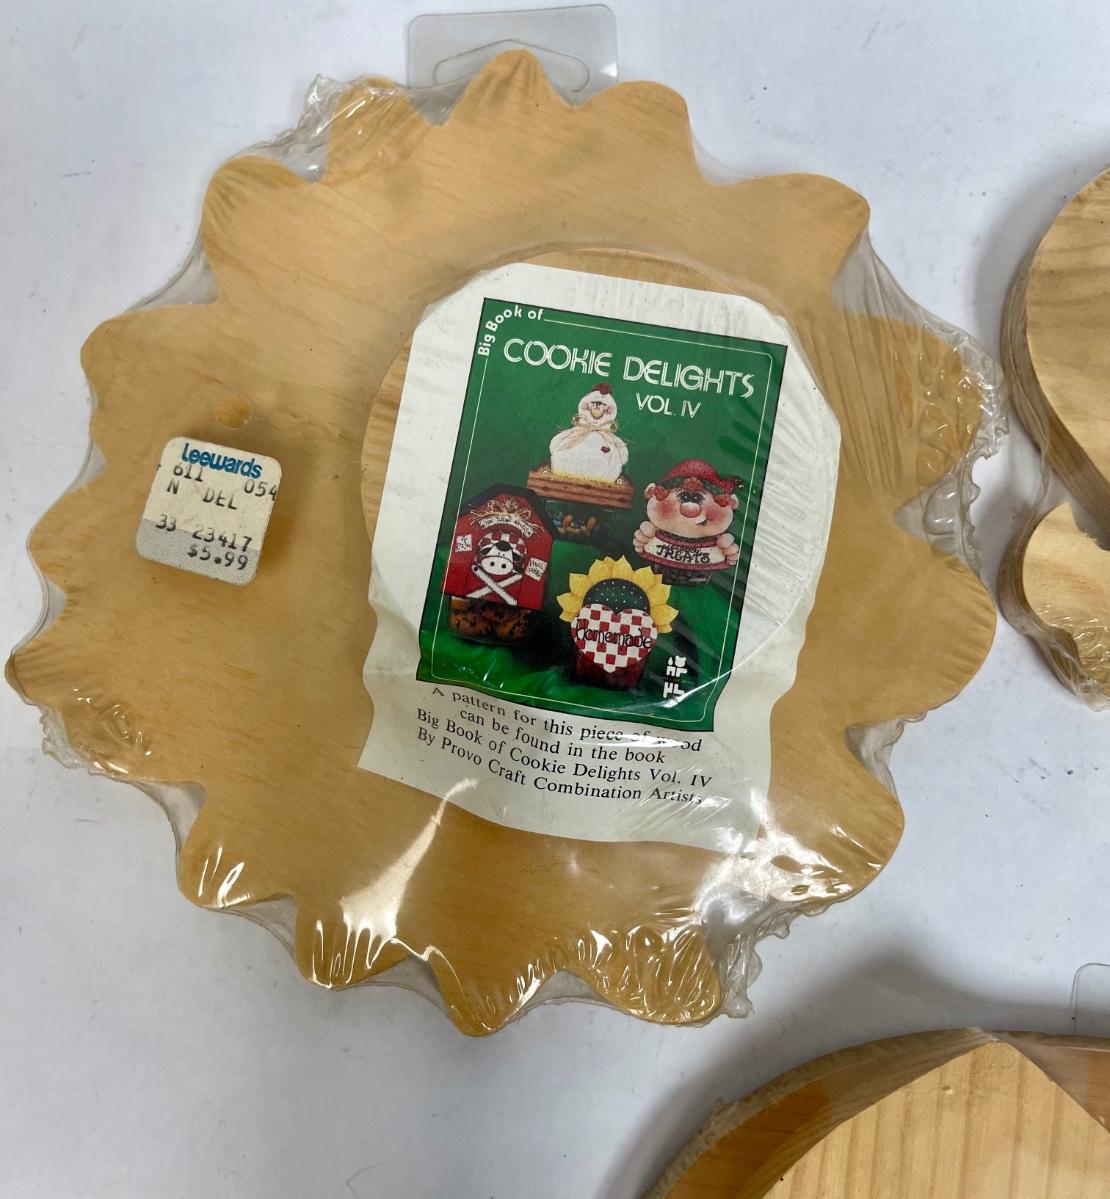 Big Book of
COOKIE DELIGHTS
VOL. IV
TREATS
Homemade
A pattern for this piece of wood
can be found in the book
Big Book of Cookie Delights Vol. IV
By Provo Craft Combination Artists
Leewards
611 054
N DEL
33 23417
$5.99